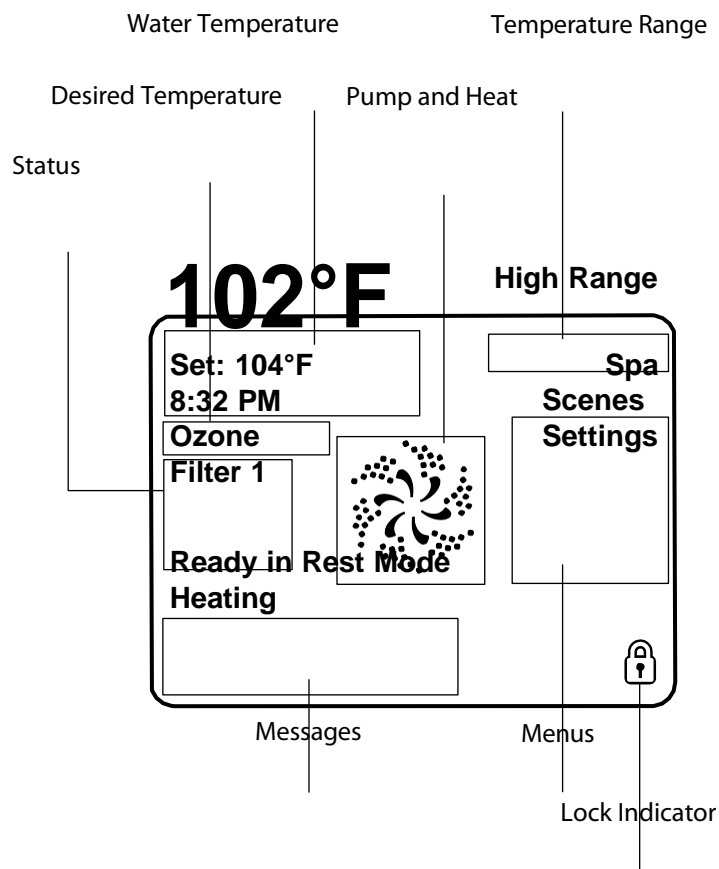 Water Temperature
Temperature Range
Desired Temperature
Pump and Heat
Status
102°F
High Range
Set: 104°F
Spa
8:32 PM
Scenes
Ozone
Settings
Filter 1
Ready in Rest Mode
Heating
Messages
Menus
Lock Indicator